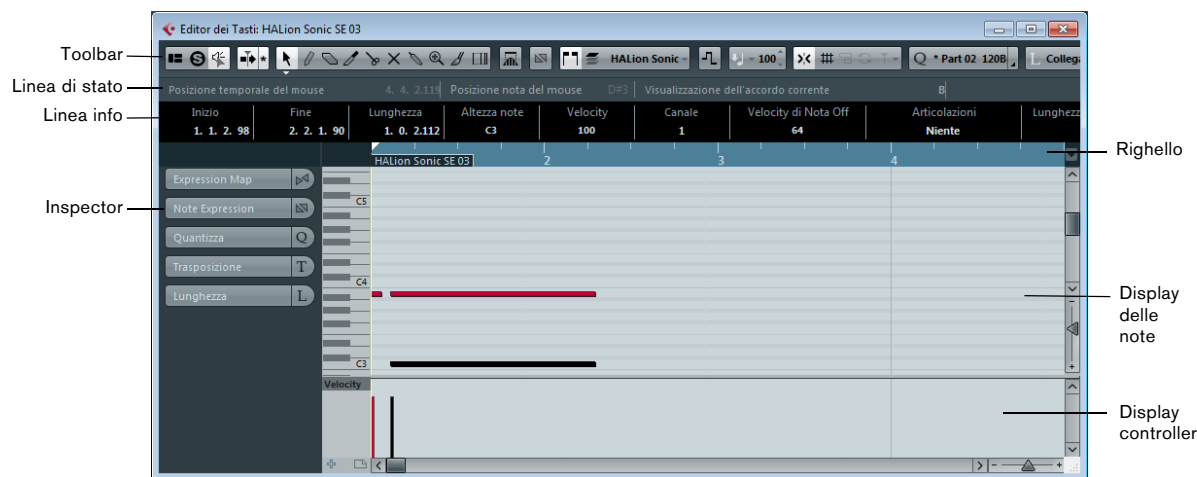 Editor dei Tasti: HALion Sonic SE 03
Toolbar
HALion Sonic
100
Q * Part 02 120B
L Collega
Linea di stato
Posizione temporale del mouse 4. 4. 2.119 Posizione nota del mouse D#3 Visualizzazione dell'accordo corrente B
Linea info
Inizio Fine Lunghezza Altezza note Velocity Canale Velocity di Nota Off Articolazioni Lunghezz
1. 1. 2. 98 2. 2. 1. 90 1. 0. 2.112 C3 100 1 64 Niente
HALion Sonic SE 03 2 3 4
Righello
Expression Map
C5
Inspector
Note Expression
Quantizza Q
Trasposizione T
C4
Lunghezza L
Display
delle
note
C3
Velocity
Display
controller